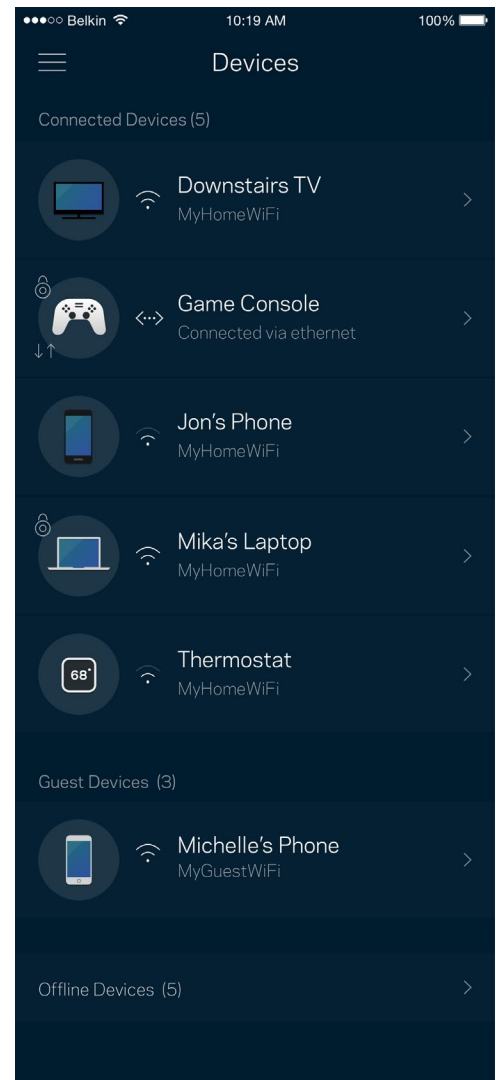 Belkin 10:19 AM 100%
Devices
Connected Devices (5)
Downstairs TV
MyHomeWiFi
Game Console
Connected via ethernet
Jon's Phone
MyHomeWiFi
Mika's Laptop
MyHomeWiFi
68°
Thermostat
MyHomeWiFi
Guest Devices (3)
Michelle's Phone
MyGuestWiFi
Offline Devices (5)